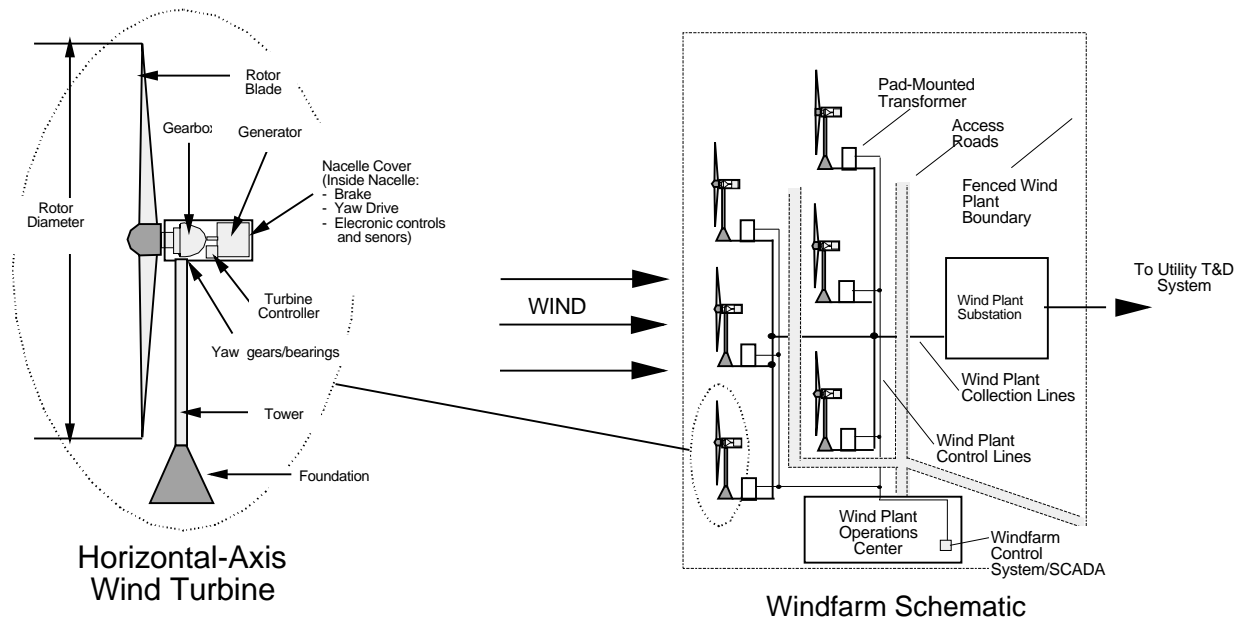 Rotor
Blade
Gearbox
Generator
Nacelle Cover
(Inside Nacelle:
- Brake
- Yaw Drive
- Elecronic controls
and senors)
Rotor
Diameter
Turbine
Controller
Yaw gears/bearings
Tower
Foundation
Horizontal-Axis
Wind Turbine
WIND
Pad-Mounted
Transformer
Access
Roads
Fenced Wind
Plant
Boundary
Wind Plant
Substation
To Utility T&D
System
Wind Plant
Collection Lines
Wind Plant
Control Lines
Wind Plant
Operations
Center
Windfarm
Control
System/SCADA
Windfarm Schematic